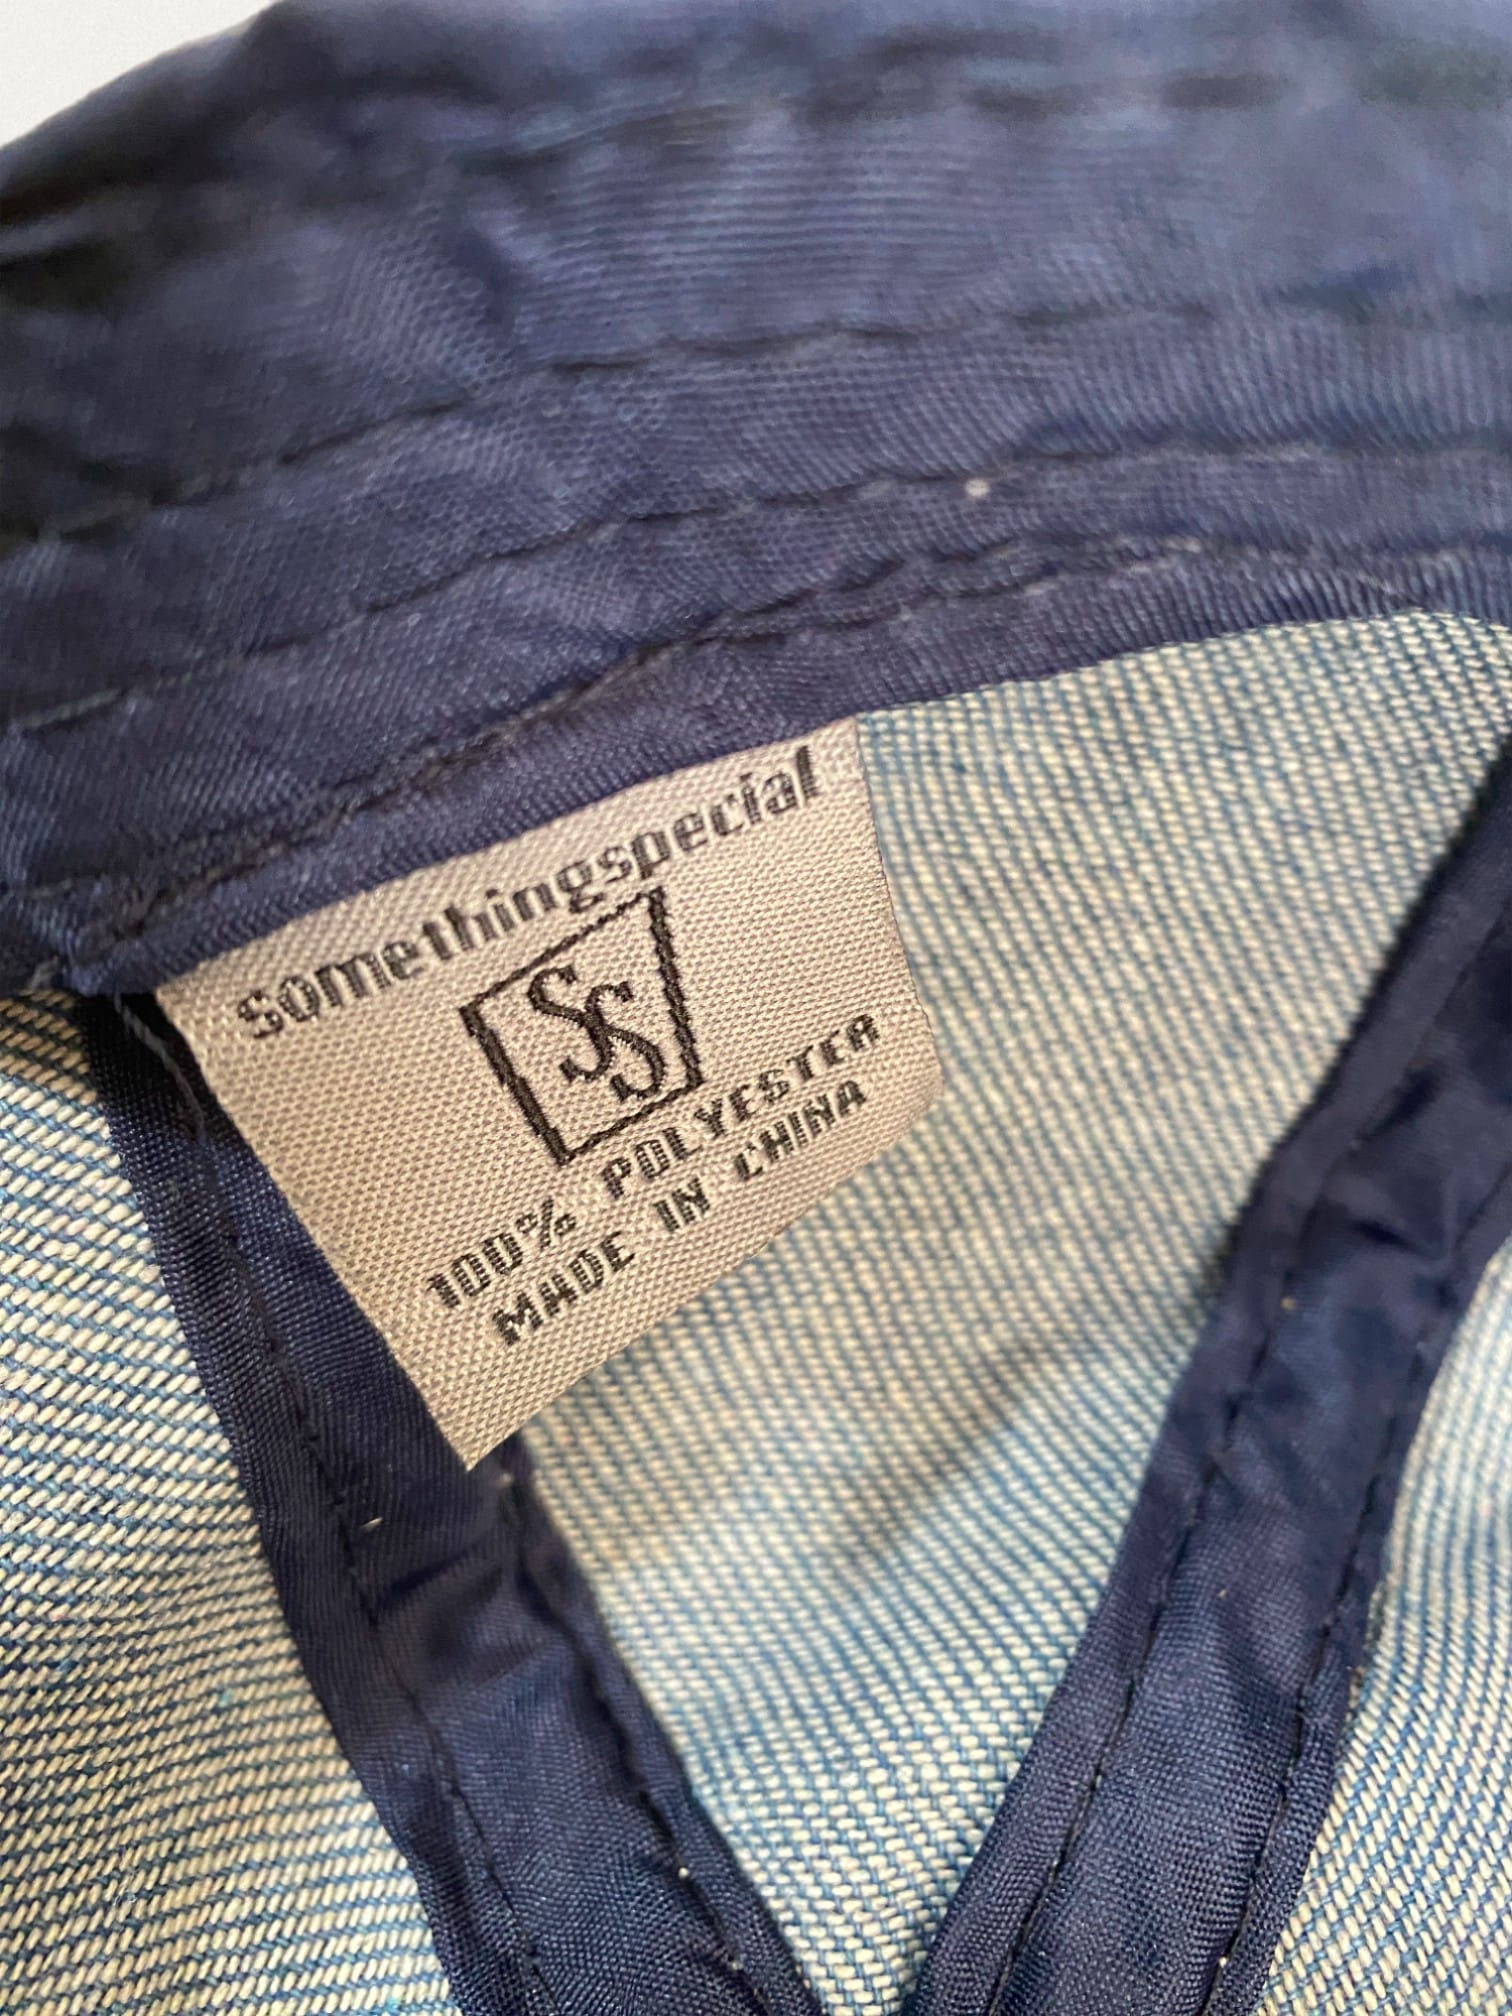 somethingspecial
SS
100% POLYESTER
MADE IN CHINA